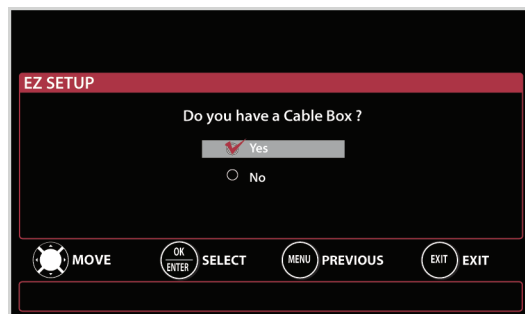 EZ SETUP
Do you have a Cable Box ?
Yes
No
MOVE OK ENTER SELECT MENU PREVIOUS EXIT EXIT